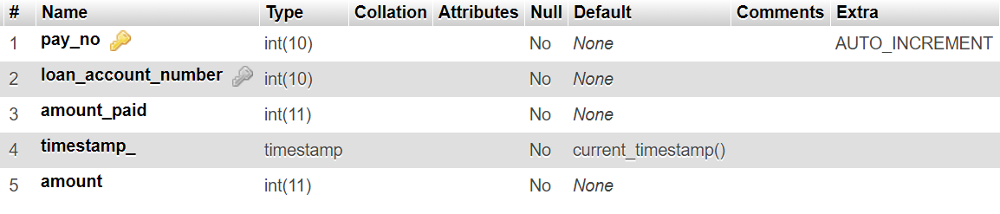 # Name Type Collation Attributes Null Default Comments Extra
1 pay_no int(10) No None AUTO_INCREMENT
2 loan_account_number int(10) No None
3 amount_paid int(11) No None
4 timestamp_ timestamp No current_timestamp()
5 amount int(11) No None